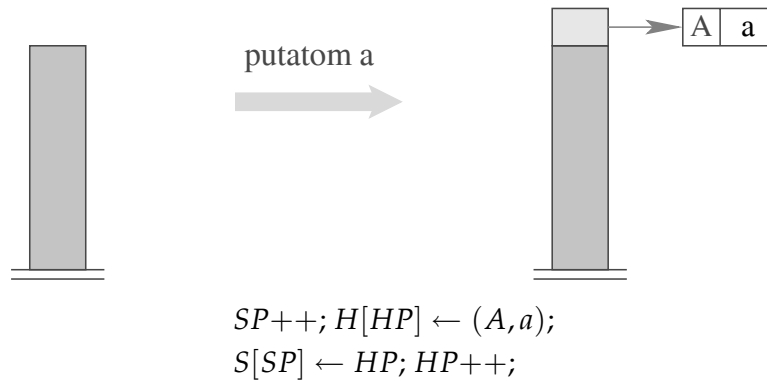 putatom a
A a
SP++; H[HP] ← (A, a);
S[SP] ← HP; HP++;